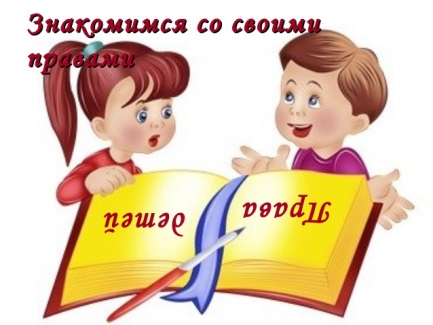 Знакомимся со своими
правами
Права
детей